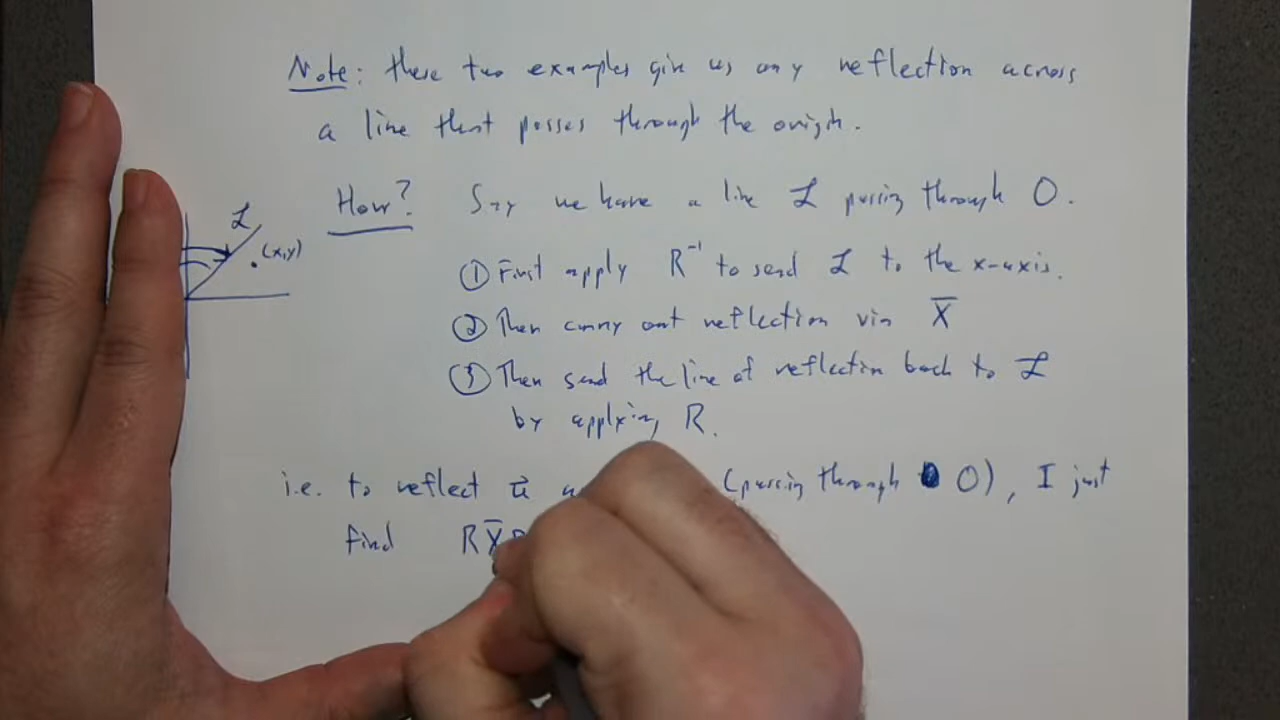 Note: these two examples give us any reflection across
a line that passes through the origin.
How? Say we have a line L passing through O.
L
(x,y)
① First apply R⁻¹ to send L to the x-axis.
② Then carry out reflection via X̅
③ Then send the line of reflection back to L
by applying R.
i.e. to reflect u⃗ (passing through O), I just
find RX̅